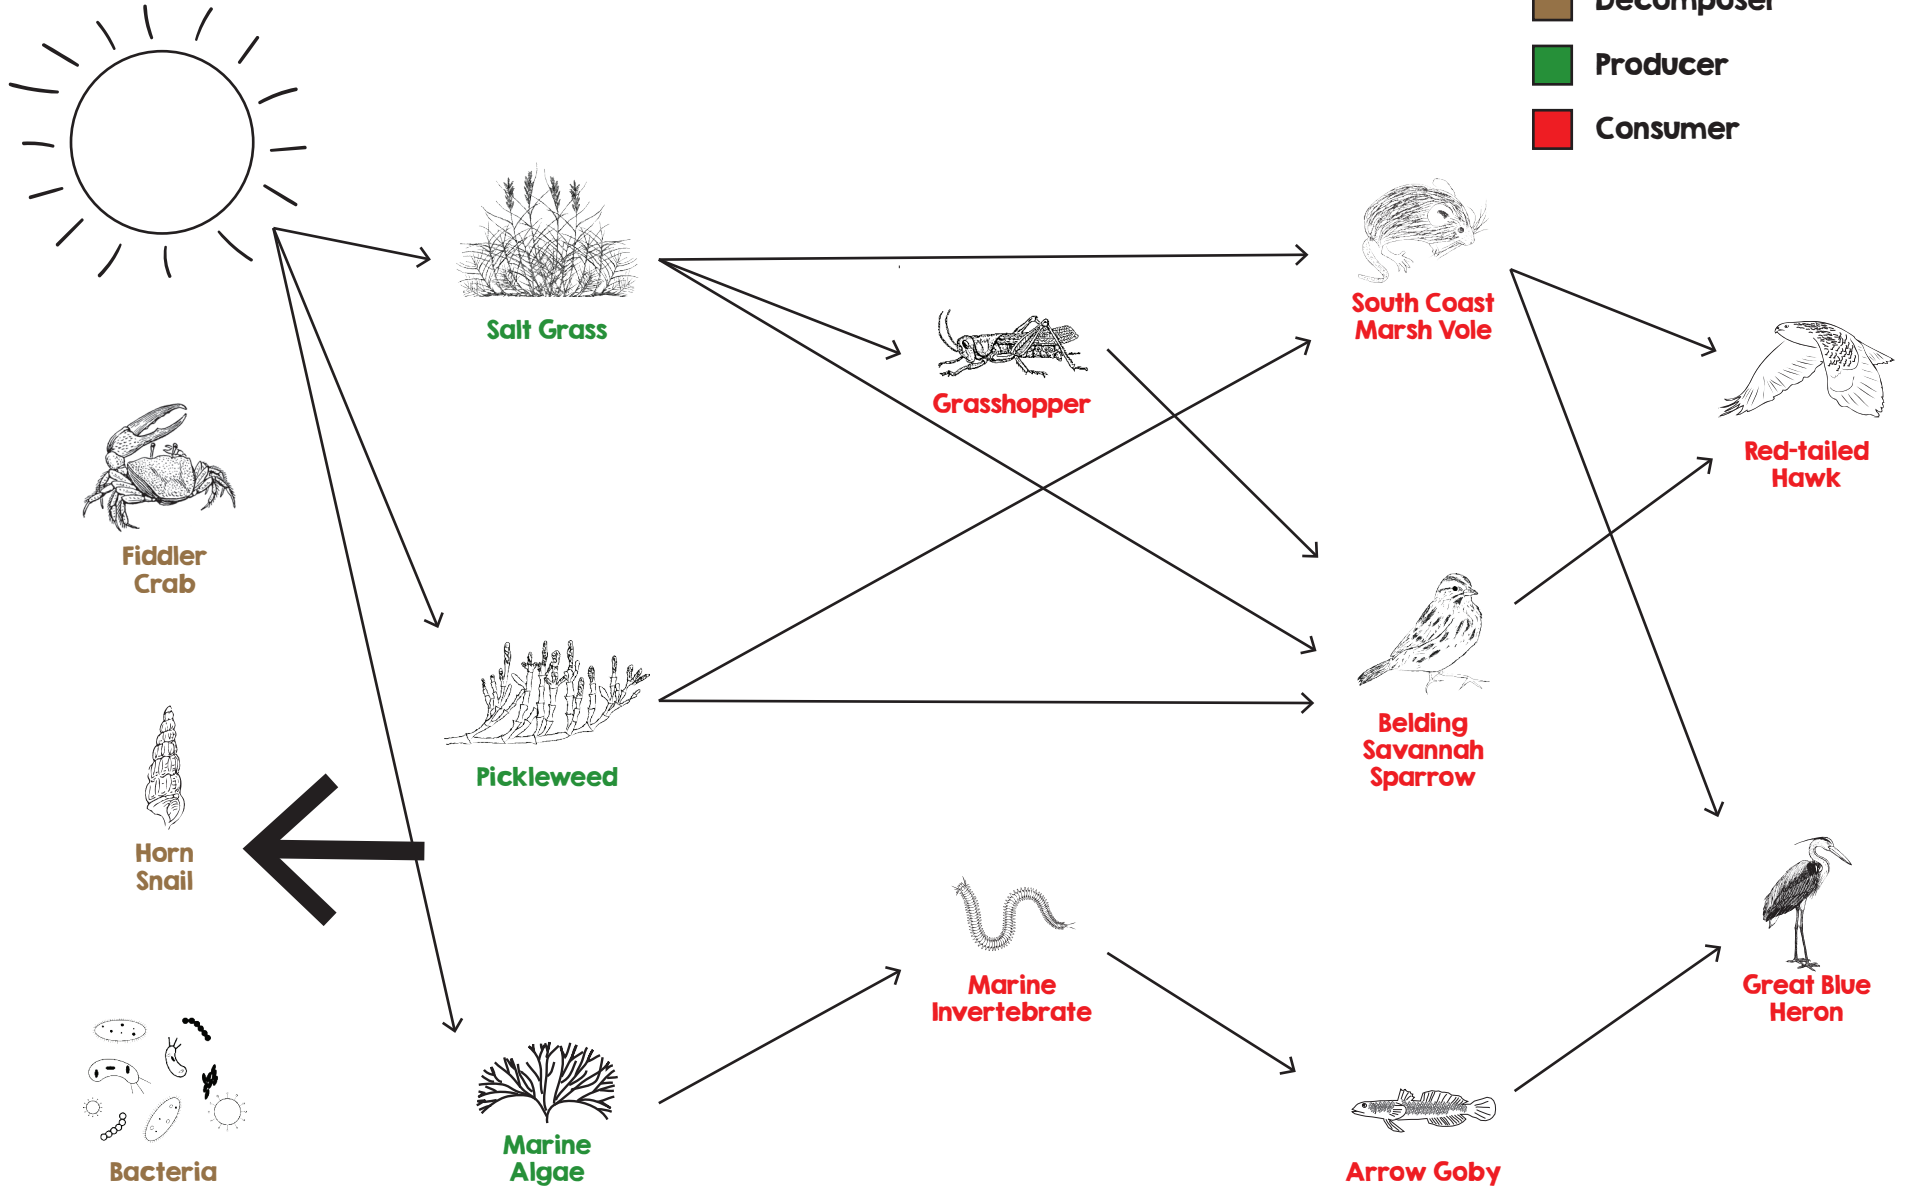 Decomposer
Producer
Consumer
Salt Grass
South Coast
Marsh Vole
Grasshopper
Red-tailed
Hawk
Fiddler
Crab
Pickleweed
Belding
Savannah
Sparrow
Horn
Snail
Marine
Invertebrate
Great Blue
Heron
Bacteria
Marine
Algae
Arrow Goby